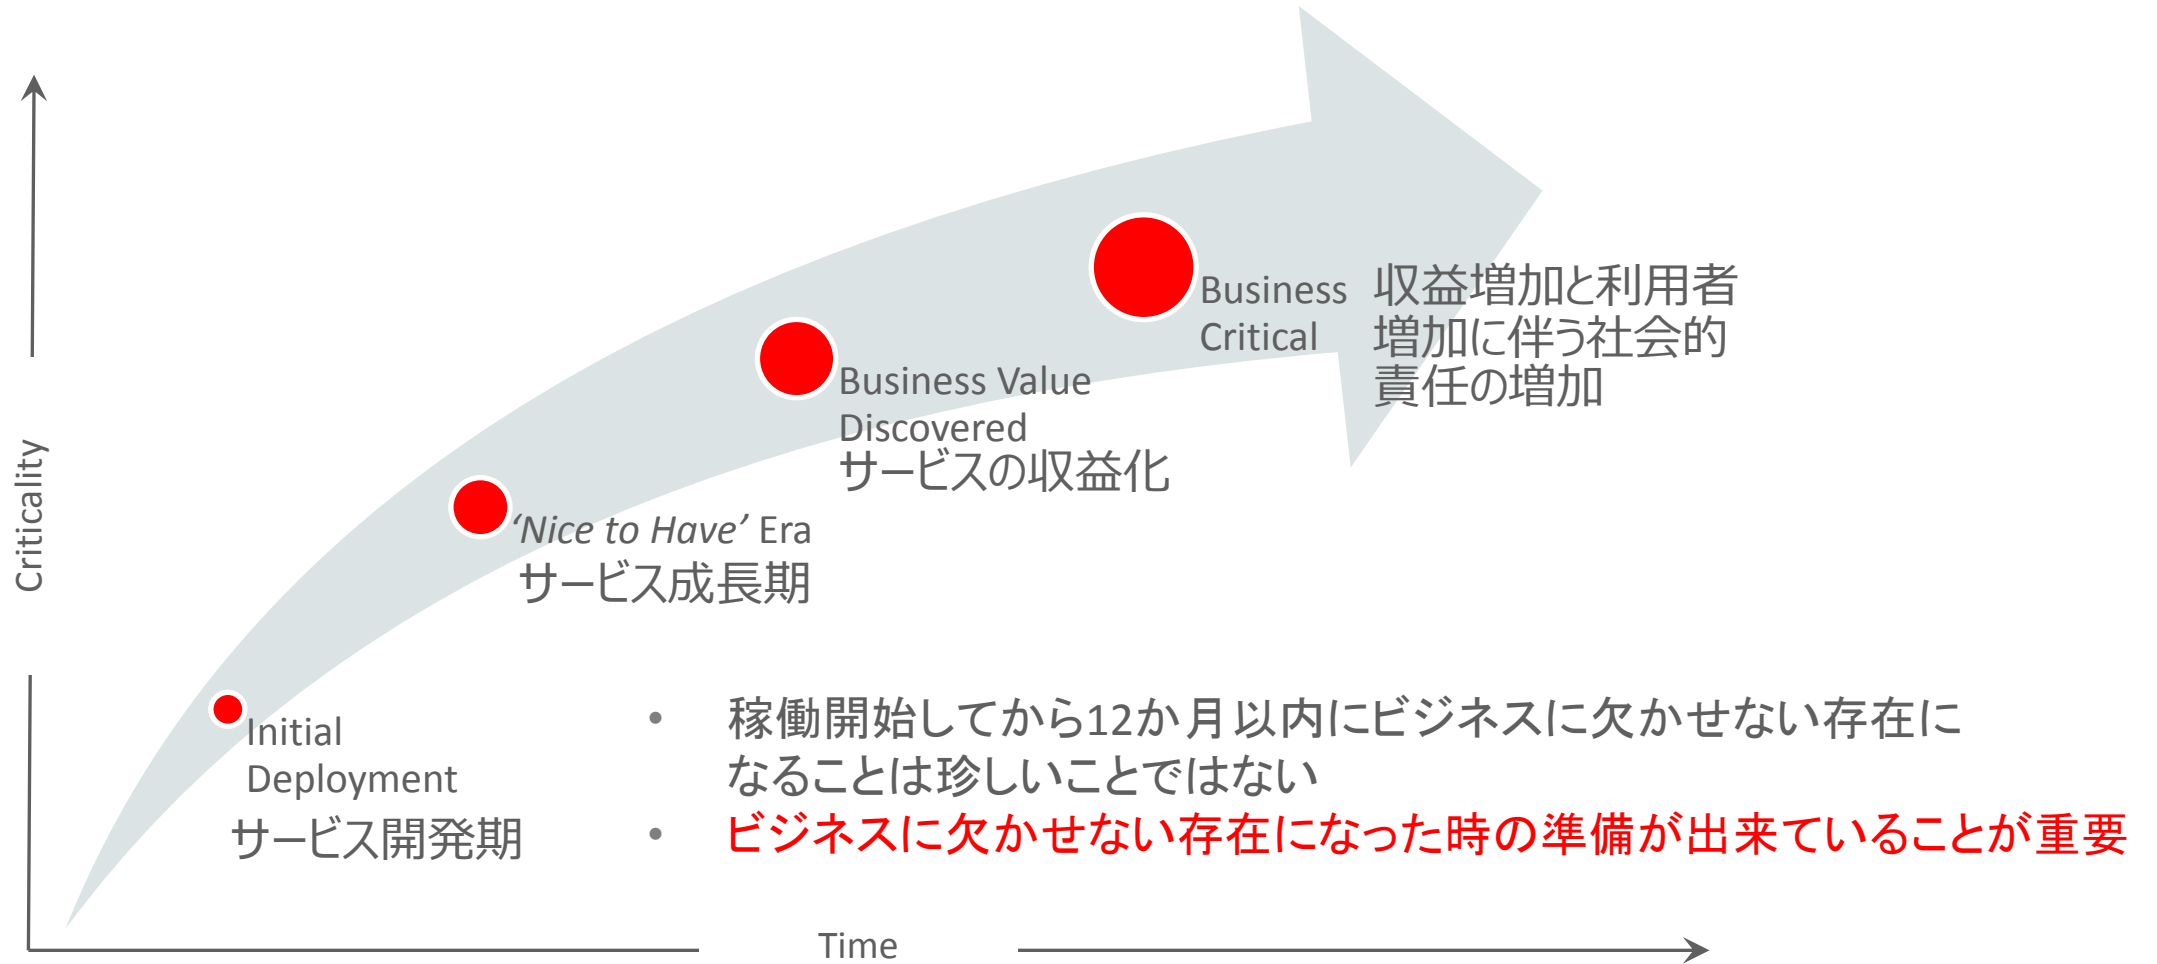 Criticality
Business
Critical
収益増加と利用者
増加に伴う社会的
責任の増加
Business Value
Discovered
サービスの収益化
‘Nice to Have’ Era
サービス成長期
Initial
Deployment
サービス開発期
• 稼働開始してから12か月以内にビジネスに欠かせない存在に
なることは珍しいことではない
• ビジネスに欠かせない存在になった時の準備が出来ていることが重要
Time